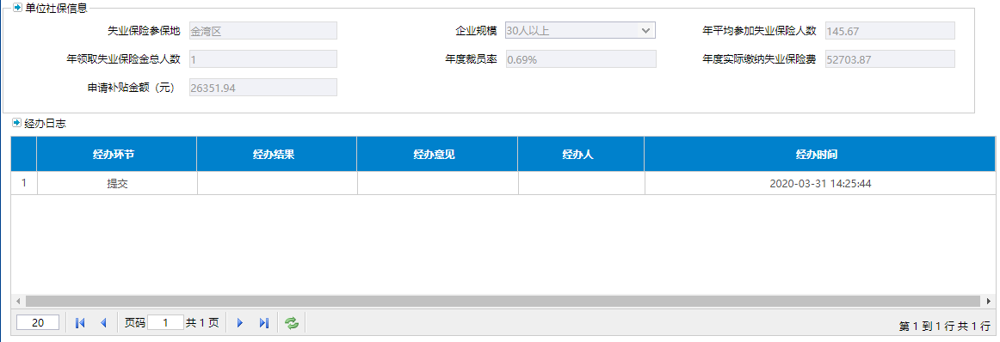 单位社保信息
失业保险参保地 金湾区 企业规模 30人以上 年平均参加失业保险人数 145.67
年领取失业保险金总人数 1 年度裁员率 0.69% 年度实际缴纳失业保险费 52703.87
申请补贴金额（元） 26351.94
经办日志
经办环节 经办结果 经办意见 经办人 经办时间
1 提交 2020-03-31 14:25:44
20 页码 1 共 1 页 第 1 到 1 行 共 1 行